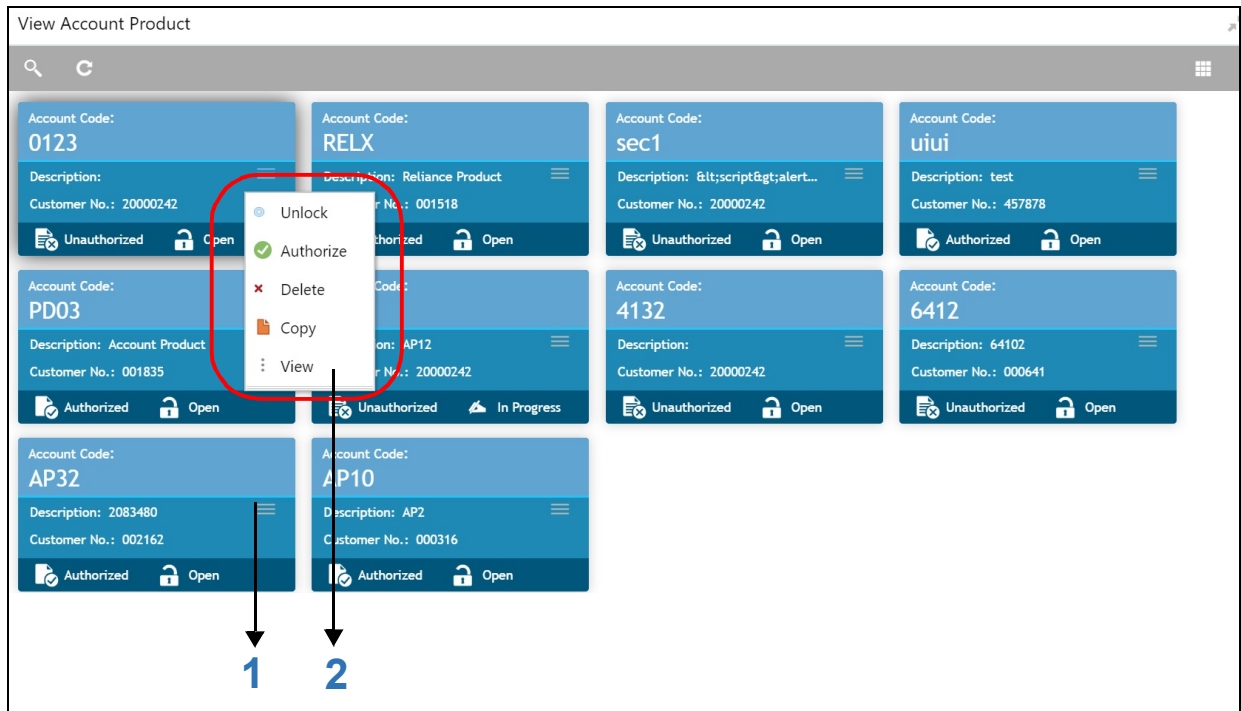 View Account Product
Account Code:
0123
Description:
Customer No.: 20000242
Unauthorized Open
Account Code:
RELX
Description: Reliance Product
No.: 001518
Open
Account Code:
sec1
Description: &lt;script&gt;alert...
Customer No.: 20000242
Unauthorized Open
Account Code:
uiui
Description: test
Customer No.: 457878
Authorized Open
Unlock
Authorize
Delete
Copy
View
Account Code:
PD03
Description: Account Product
Customer No.: 001835
Authorized Open
Code:
AP12
No.: 20000242
Unauthorized In Progress
Account Code:
4132
Description:
Customer No.: 20000242
Unauthorized Open
Account Code:
6412
Description: 64102
Customer No.: 000641
Unauthorized Open
Account Code:
AP32
Description: 2083480
Customer No.: 002162
Authorized Open
Account Code:
AP10
Description: AP2
Customer No.: 000316
Authorized Open
1
2